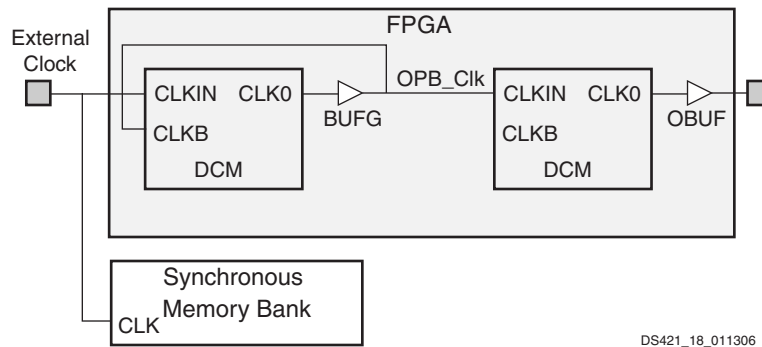 FPGA
External
Clock
OPB_Clk
CLKIN CLK0
CLKB
DCM
BUFG
CLKIN CLK0
CLKB
DCM
OBUF
Synchronous
Memory Bank
CLK
DS421_18_011306